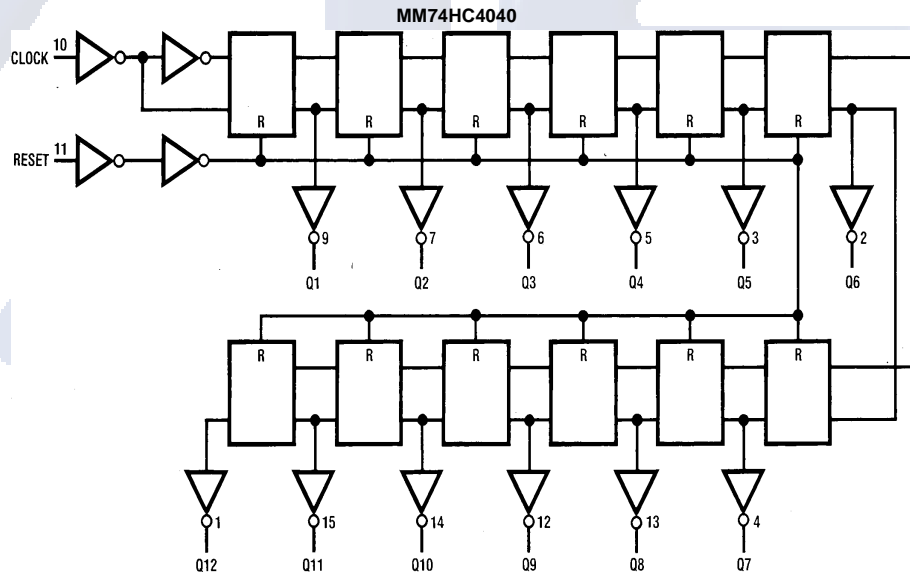 MM74HC4040
CLOCK 10
R R R R R R
RESET 11
9 7 6 5 3 2
Q1 Q2 Q3 Q4 Q5 Q6
R R R R R R
1 15 14 12 13 4
Q12 Q11 Q10 Q9 Q8 Q7